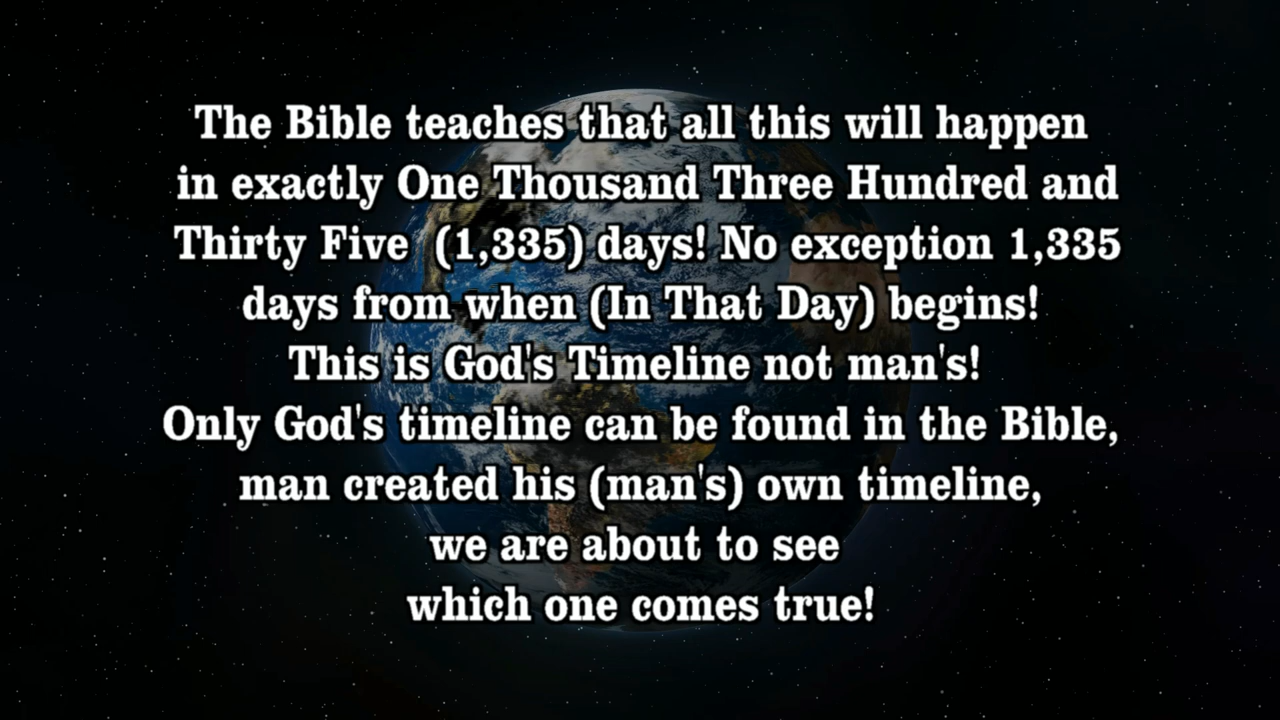 The Bible teaches that all this will happen
in exactly One Thousand Three Hundred and
Thirty Five (1,335) days! No exception 1,335
days from when (In That Day) begins!
This is God's Timeline not man's!
Only God's timeline can be found in the Bible,
man created his (man's) own timeline,
we are about to see
which one comes true!